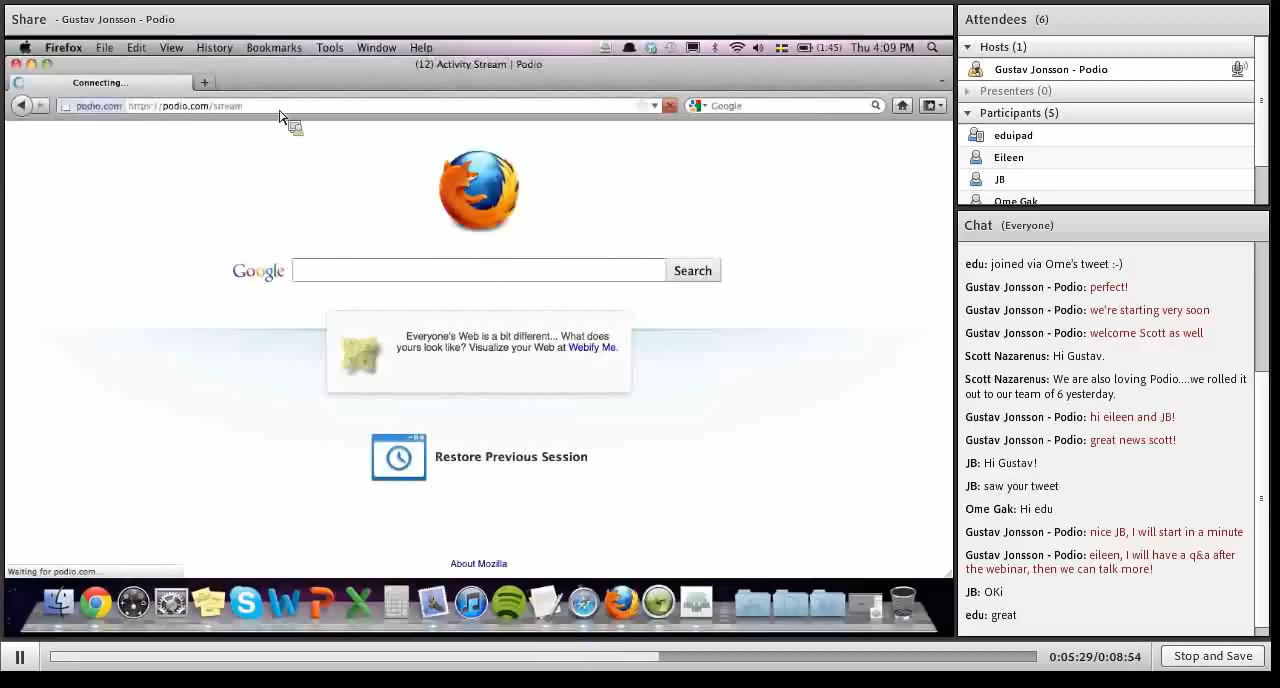 Share - Gustav Jonsson - Podio
Firefox File Edit View History Bookmarks Tools Window Help (1:45) Thu 4:09 PM
(12) Activity Stream | Podio
Connecting...
podio.com https://podio.com/stream Google
Google Search
Everyone's Web is a bit different... What does
yours look like? Visualize your Web at Webify Me.
Restore Previous Session
About Mozilla
Waiting for podio.com...
Attendees (6)
Hosts (1)
Gustav Jonsson - Podio
Presenters (0)
Participants (5)
eduipad
Eileen
JB
Ome Gak
Chat (Everyone)
edu: joined via Ome's tweet :-)
Gustav Jonsson - Podio: perfect!
Gustav Jonsson - Podio: we're starting very soon
Gustav Jonsson - Podio: welcome Scott as well
Scott Nazarenus: Hi Gustav.
Scott Nazarenus: We are also loving Podio....we rolled it
out to our team of 6 yesterday.
Gustav Jonsson - Podio: hi eileen and JB!
Gustav Jonsson - Podio: great news scott!
JB: Hi Gustav!
JB: saw your tweet
Ome Gak: Hi edu
Gustav Jonsson - Podio: nice JB, I will start in a minute
Gustav Jonsson - Podio: eileen, I will have a q&a after
the webinar, then we can talk more!
JB: OKi
edu: great
0:05:29/0:08:54 Stop and Save